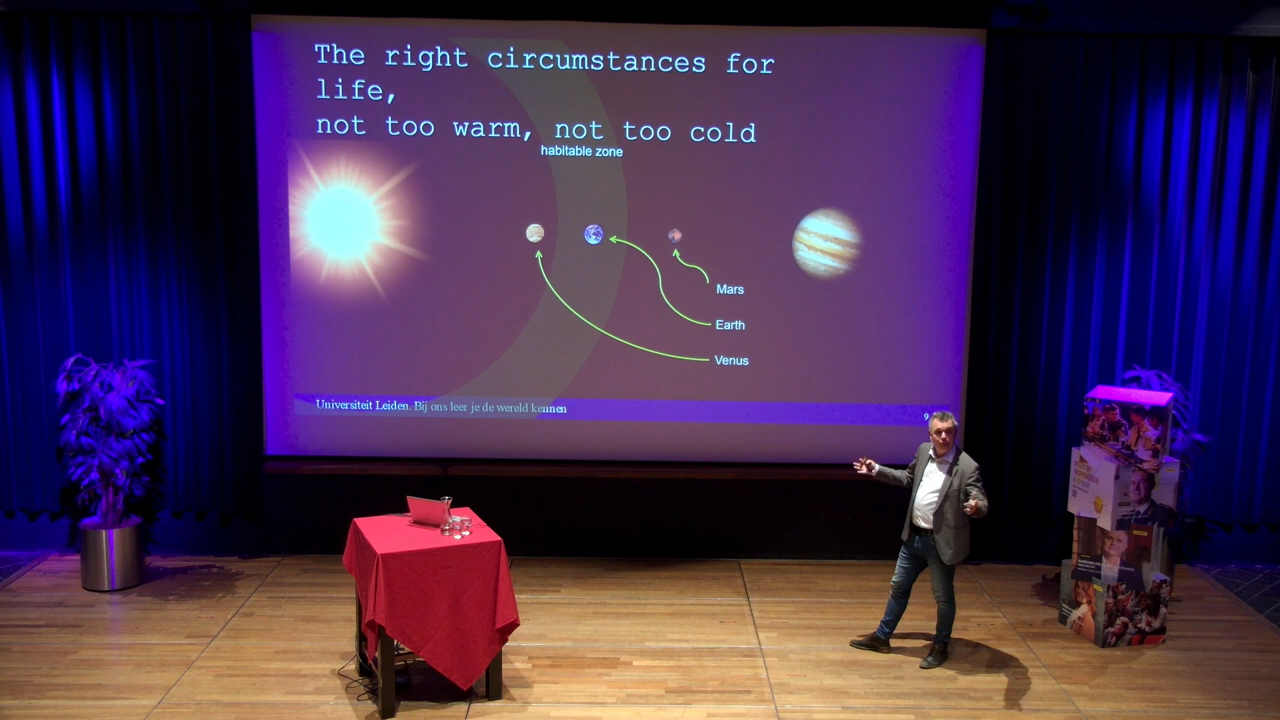 The right circumstances for
life,
not too warm, not too cold
habitable zone
Mars
Earth
Venus
Universiteit Leiden. Bij ons leer je de wereld kennen
9